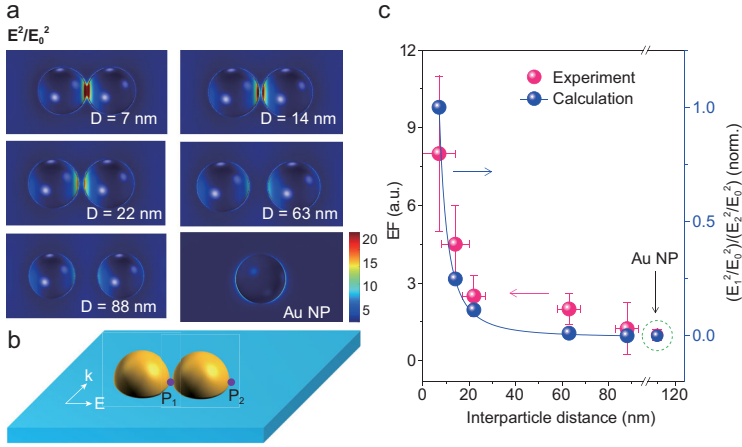 a
E²/E₀²
D = 7 nm
D = 14 nm
D = 22 nm
D = 63 nm
D = 88 nm
Au NP
20
15
10
5
b
k
E
P₁
P₂
c
Experiment
Calculation
Au NP
12
9
6
3
0
EF (a.u.)
1.0
0.5
0.0
(E₁²/E₀²)/(E₂²/E₀²) (norm.)
0
20
40
60
80
120
Interparticle distance (nm)